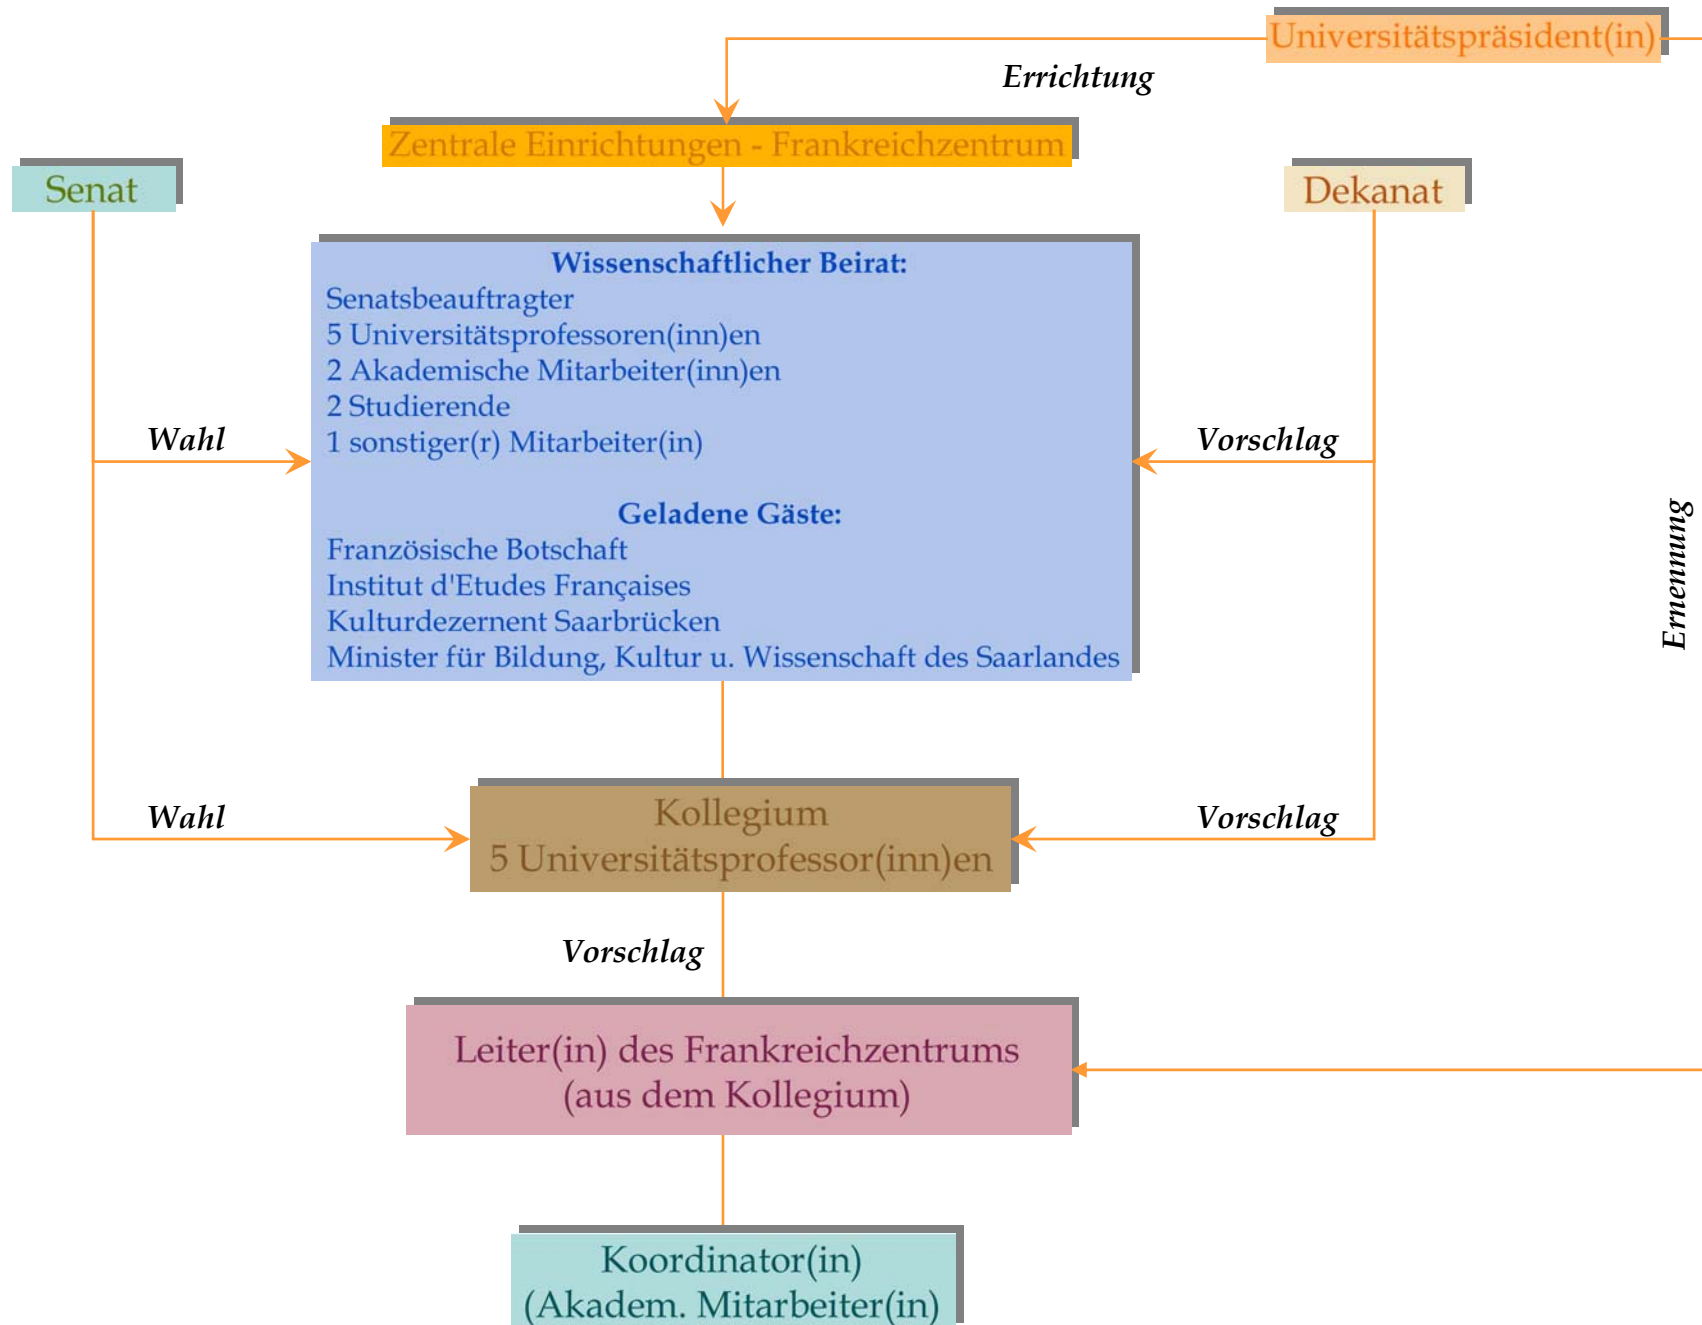 Universitätspräsident(in)
Errichtung
Zentrale Einrichtungen - Frankreichzentrum
Senat
Dekanat
Wissenschaftlicher Beirat:
Senatsbeauftragter
5 Universitätsprofessoren(inn)en
2 Akademische Mitarbeiter(inn)en
2 Studierende
1 sonstiger(r) Mitarbeiter(in)
Wahl
Vorschlag
Geladene Gäste:
Französische Botschaft
Institut d'Etudes Françaises
Kulturdezernent Saarbrücken
Minister für Bildung, Kultur u. Wissenschaft des Saarlandes
Ernennung
Kollegium
5 Universitätsprofessor(inn)en
Wahl
Vorschlag
Vorschlag
Leiter(in) des Frankreichzentrums
(aus dem Kollegium)
Koordinator(in)
(Akadem. Mitarbeiter(in)